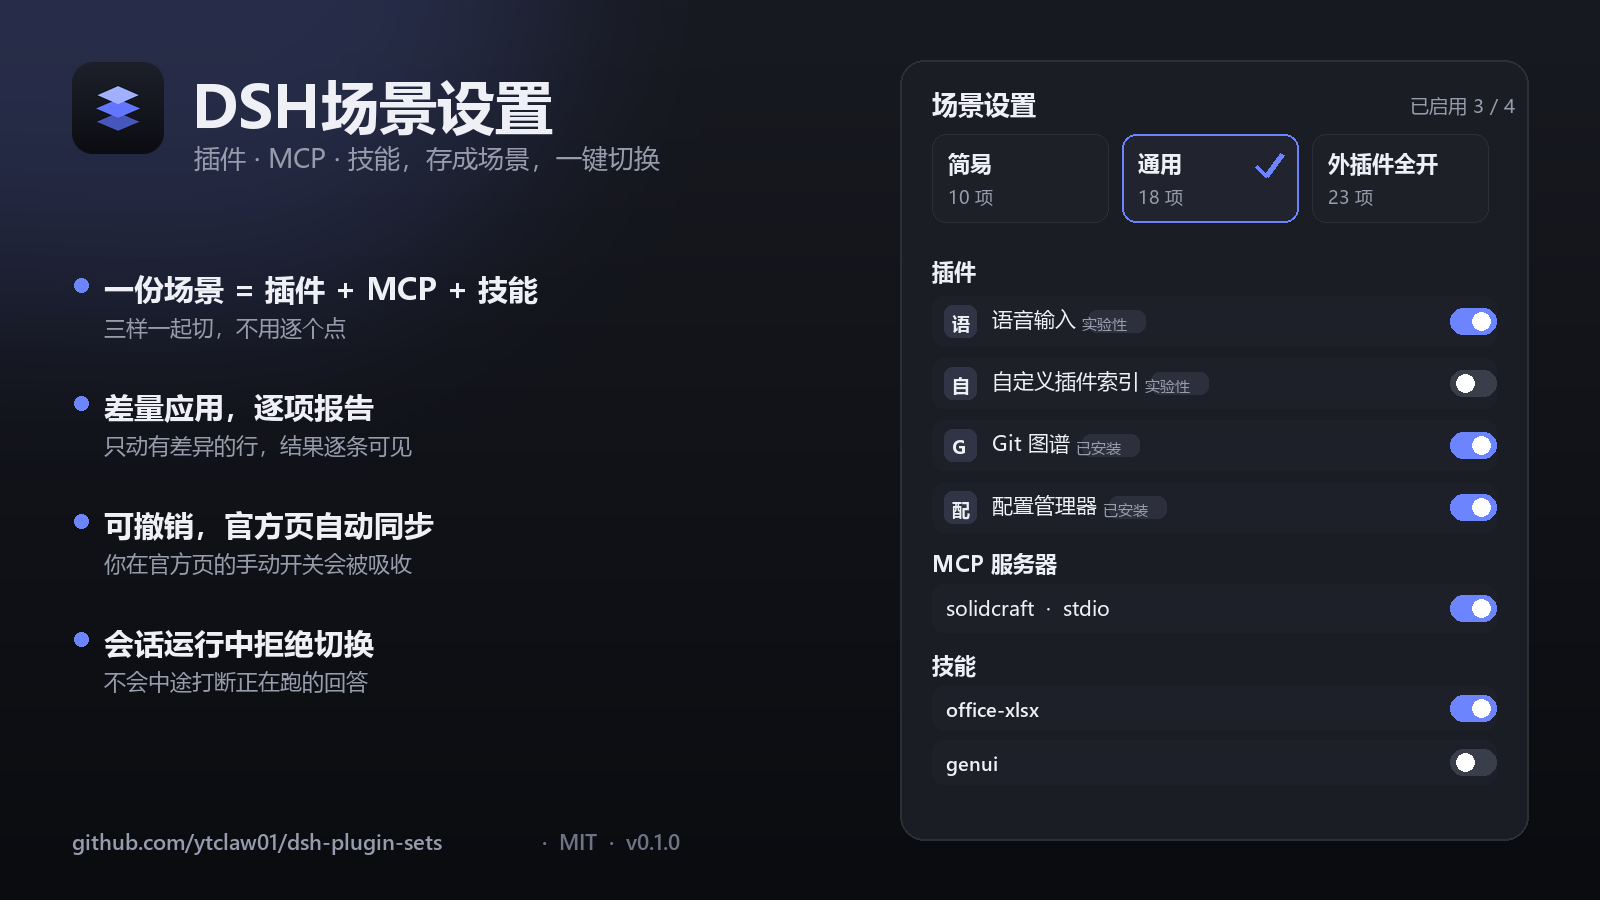 DSH场景设置
插件 · MCP · 技能，存成场景，一键切换
一份场景 = 插件 + MCP + 技能
三样一起切，不用逐个点
差量应用，逐项报告
只动有差异的行，结果逐条可见
可撤销，官方页自动同步
你在官方页的手动开关会被吸收
会话运行中拒绝切换
不会中途打断正在跑的回答
github.com/ytclaw01/dsh-plugin-sets · MIT · v0.1.0
场景设置 已启用 3 / 4
简易 通用 外插件全开
10 项 18 项 23 项
插件
语 语音输入 实验性
自 自定义插件索引 实验性
G Git 图谱 已安装
配 配置管理器 已安装
MCP 服务器
solidcraft · stdio
技能
office-xlsx
genui